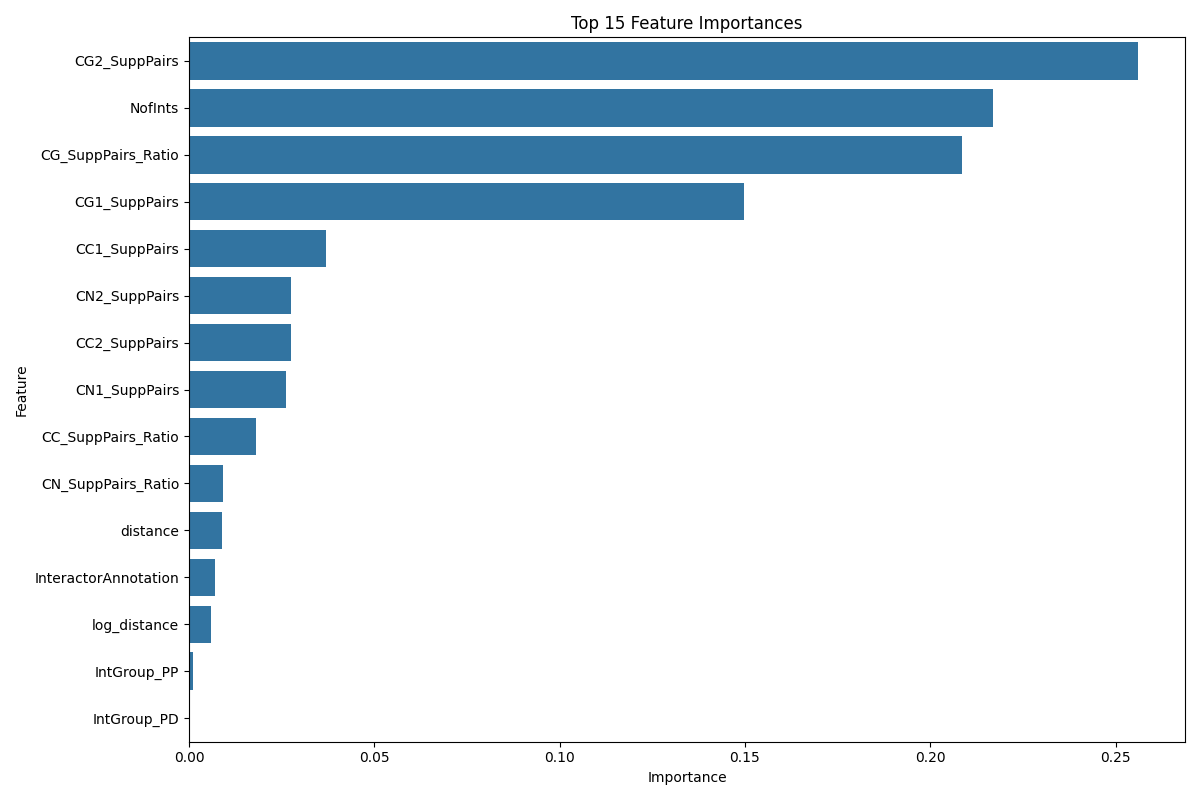 Top 15 Feature Importances
CG2_SuppPairs
NofInts
CG_SuppPairs_Ratio
CG1_SuppPairs
CC1_SuppPairs
CN2_SuppPairs
CC2_SuppPairs
CN1_SuppPairs
CC_SuppPairs_Ratio
CN_SuppPairs_Ratio
distance
InteractorAnnotation
log_distance
IntGroup_PP
IntGroup_PD
Feature
0.00 0.05 0.10 0.15 0.20 0.25
Importance